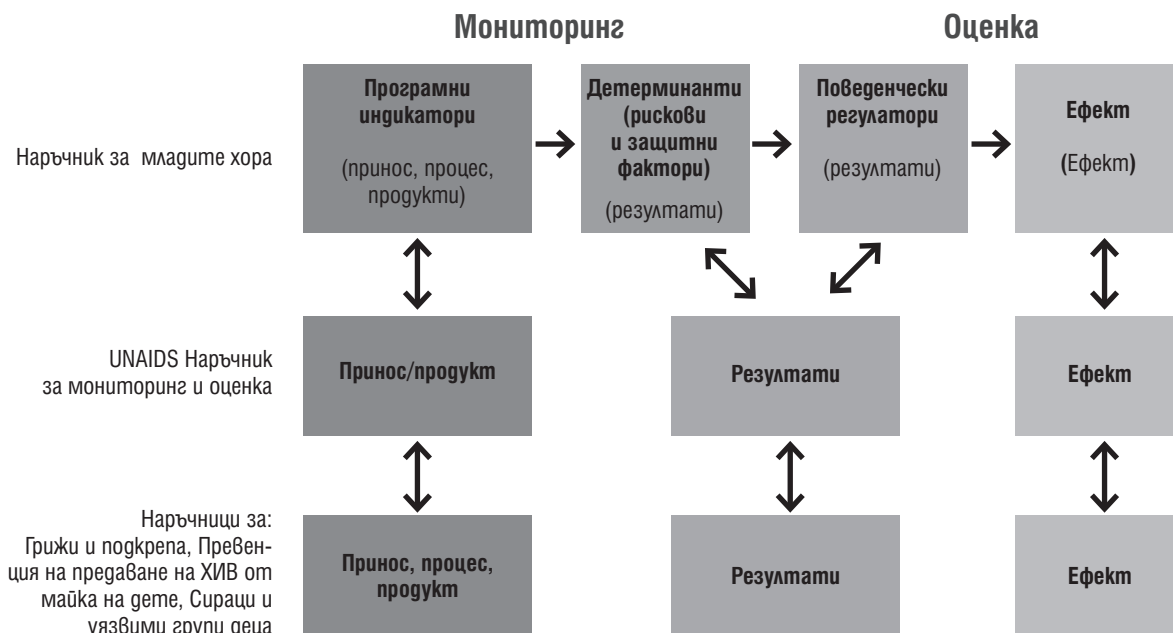 Мониторинг
Оценка
Наръчник за младите хора
Програмни
индикатори
(принос, процес,
продукти)
Детерминанти
(рискови
и защитни
фактори)
(резултати)
Поведенчески
регулатори
(резултати)
Ефект
(Ефект)
UNAIDS Наръчник
за мониторинг и оценка
Принос/продукт
Резултати
Ефект
Наръчници за:
Грижи и подкрепа, Превен-
ция на предаване на ХИВ от
майка на дете, Сираци и
уязвими групи деца
Принос, процес,
продукт
Резултати
Ефект